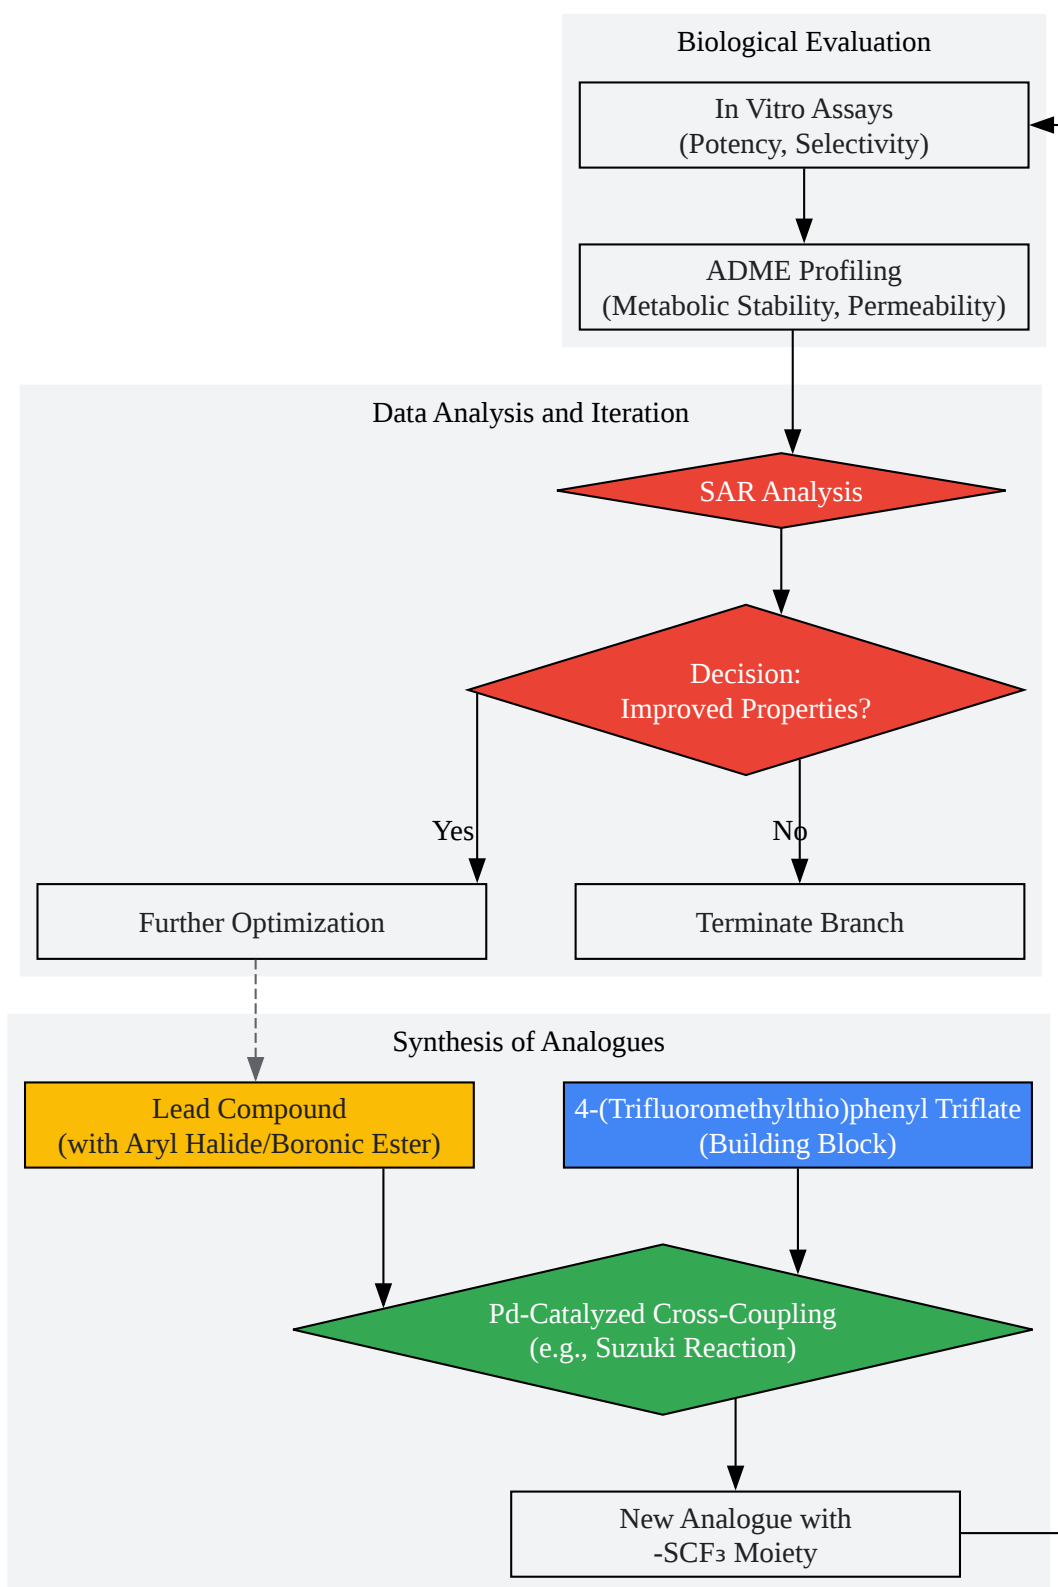 Biological Evaluation
In Vitro Assays
(Potency, Selectivity)
ADME Profiling
(Metabolic Stability, Permeability)
Data Analysis and Iteration
SAR Analysis
Decision:
Improved Properties?
Yes
No
Further Optimization
Terminate Branch
Synthesis of Analogues
Lead Compound
(with Aryl Halide/Boronic Ester)
4-(Trifluoromethylthio)phenyl Triflate
(Building Block)
Pd-Catalyzed Cross-Coupling
(e.g., Suzuki Reaction)
New Analogue with
-SCF₃ Moiety